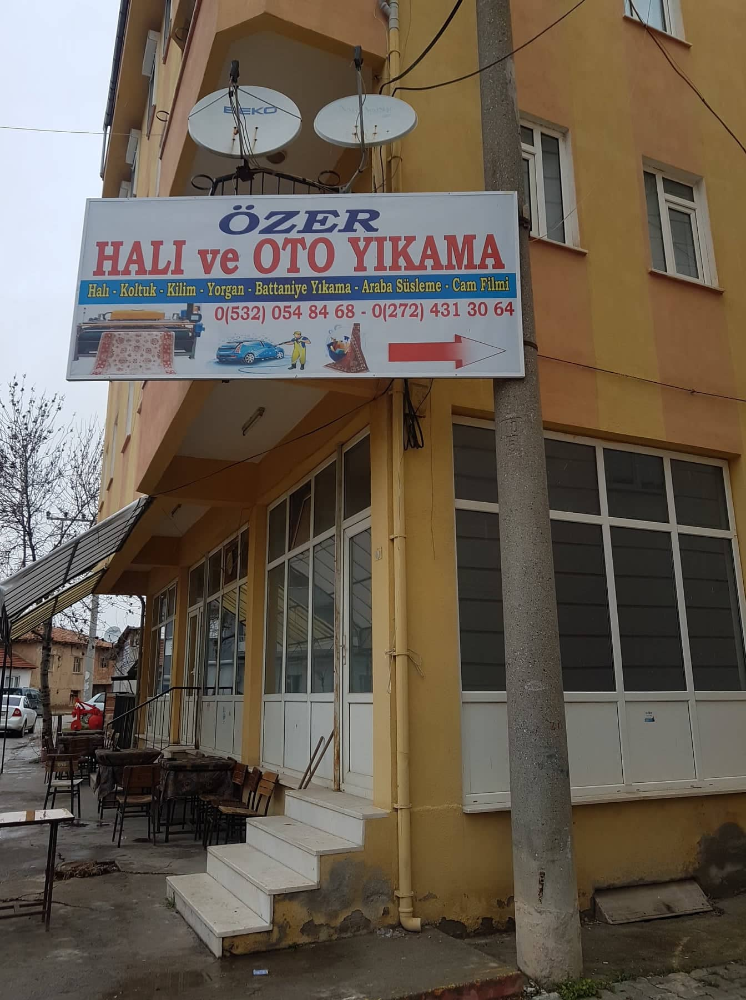 BEKO
ÖZER
HALI ve OTO YIKAMA
Halı - Koltuk - Kilim - Yorgan - Battaniye Yıkama - Araba Süsleme - Cam Filmi
0(532) 054 84 68 - 0(272) 431 30 64